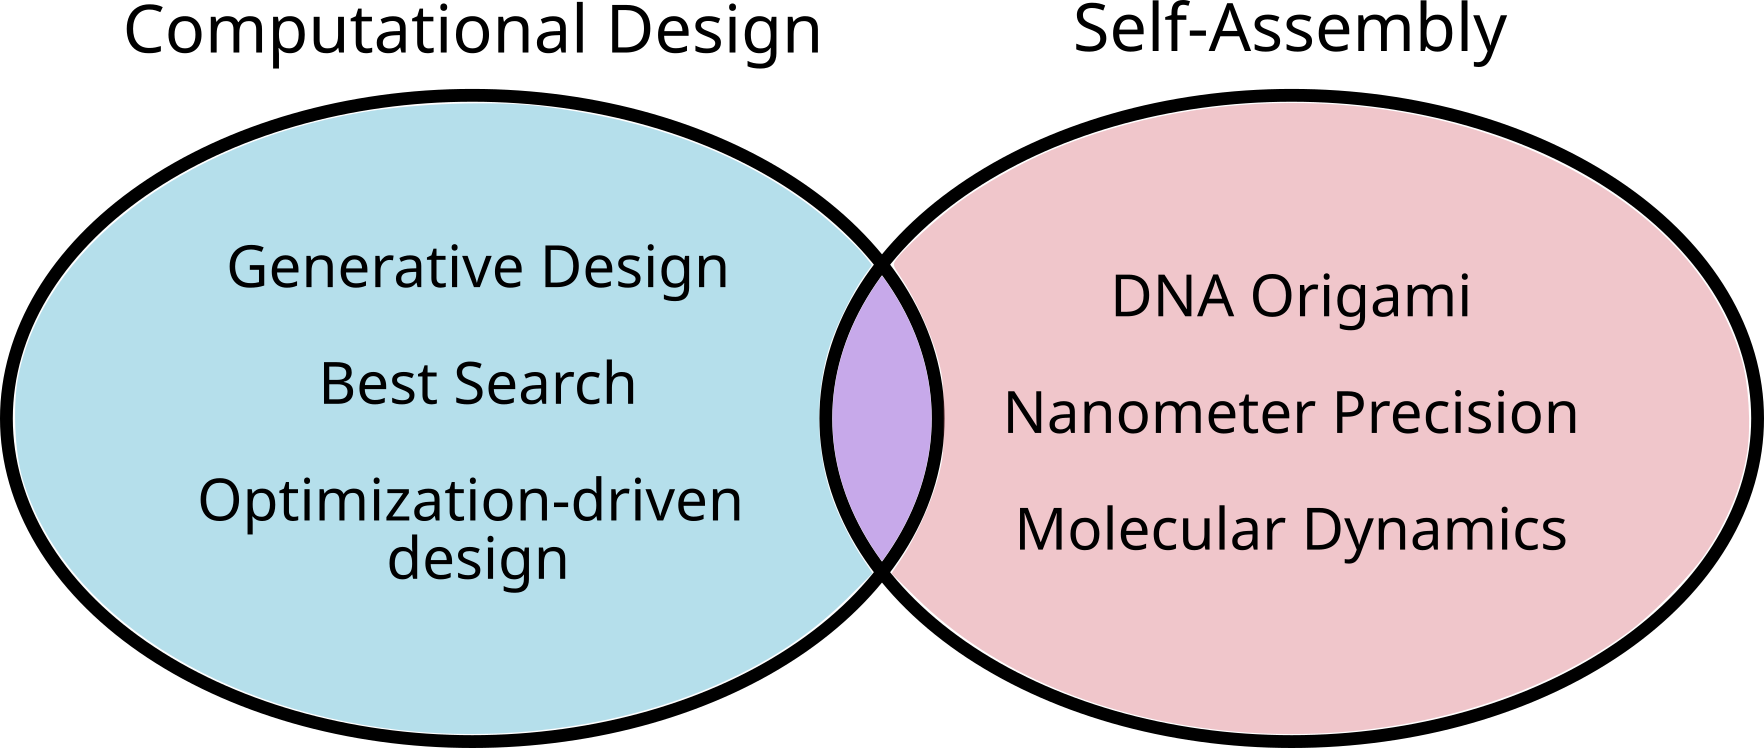 Computational Design
Self-Assembly
Generative Design
Best Search
Optimization-driven
design
DNA Origami
Nanometer Precision
Molecular Dynamics